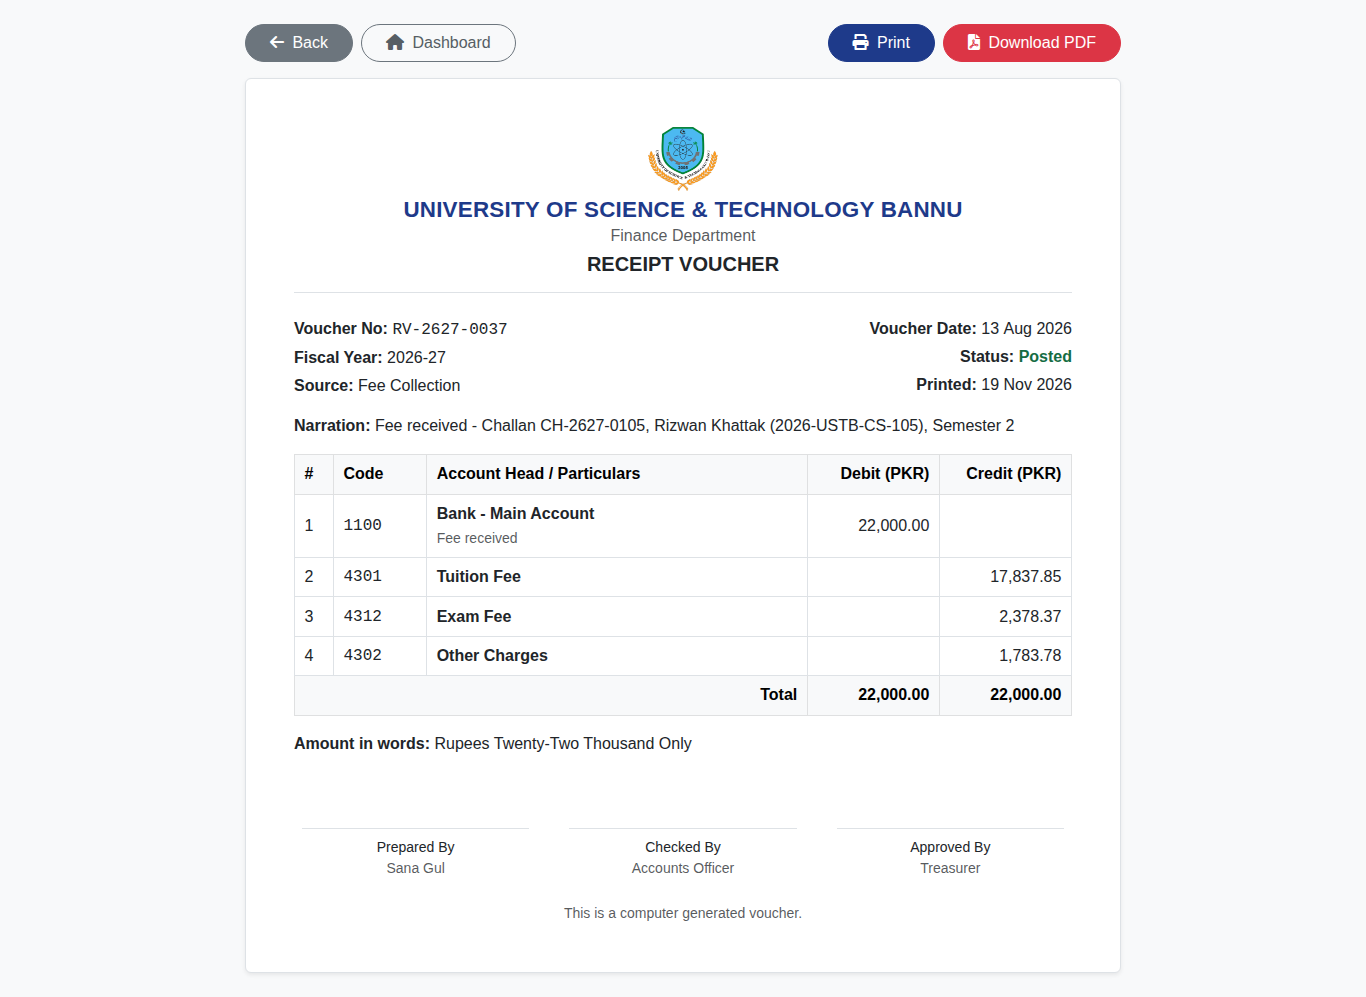 Back
Dashboard
Print
Download PDF
UNIVERSITY OF SCIENCE & TECHNOLOGY BANNU
Finance Department
RECEIPT VOUCHER
Voucher No: RV-2627-0037
Voucher Date: 13 Aug 2026
Fiscal Year: 2026-27
Status: Posted
Source: Fee Collection
Printed: 19 Nov 2026
Narration: Fee received - Challan CH-2627-0105, Rizwan Khattak (2026-USTB-CS-105), Semester 2
# Code Account Head / Particulars Debit (PKR) Credit (PKR)
1 1100 Bank - Main Account 22,000.00
Fee received
2 4301 Tuition Fee 17,837.85
3 4312 Exam Fee 2,378.37
4 4302 Other Charges 1,783.78
Total 22,000.00 22,000.00
Amount in words: Rupees Twenty-Two Thousand Only
Prepared By Checked By Approved By
Sana Gul Accounts Officer Treasurer
This is a computer generated voucher.